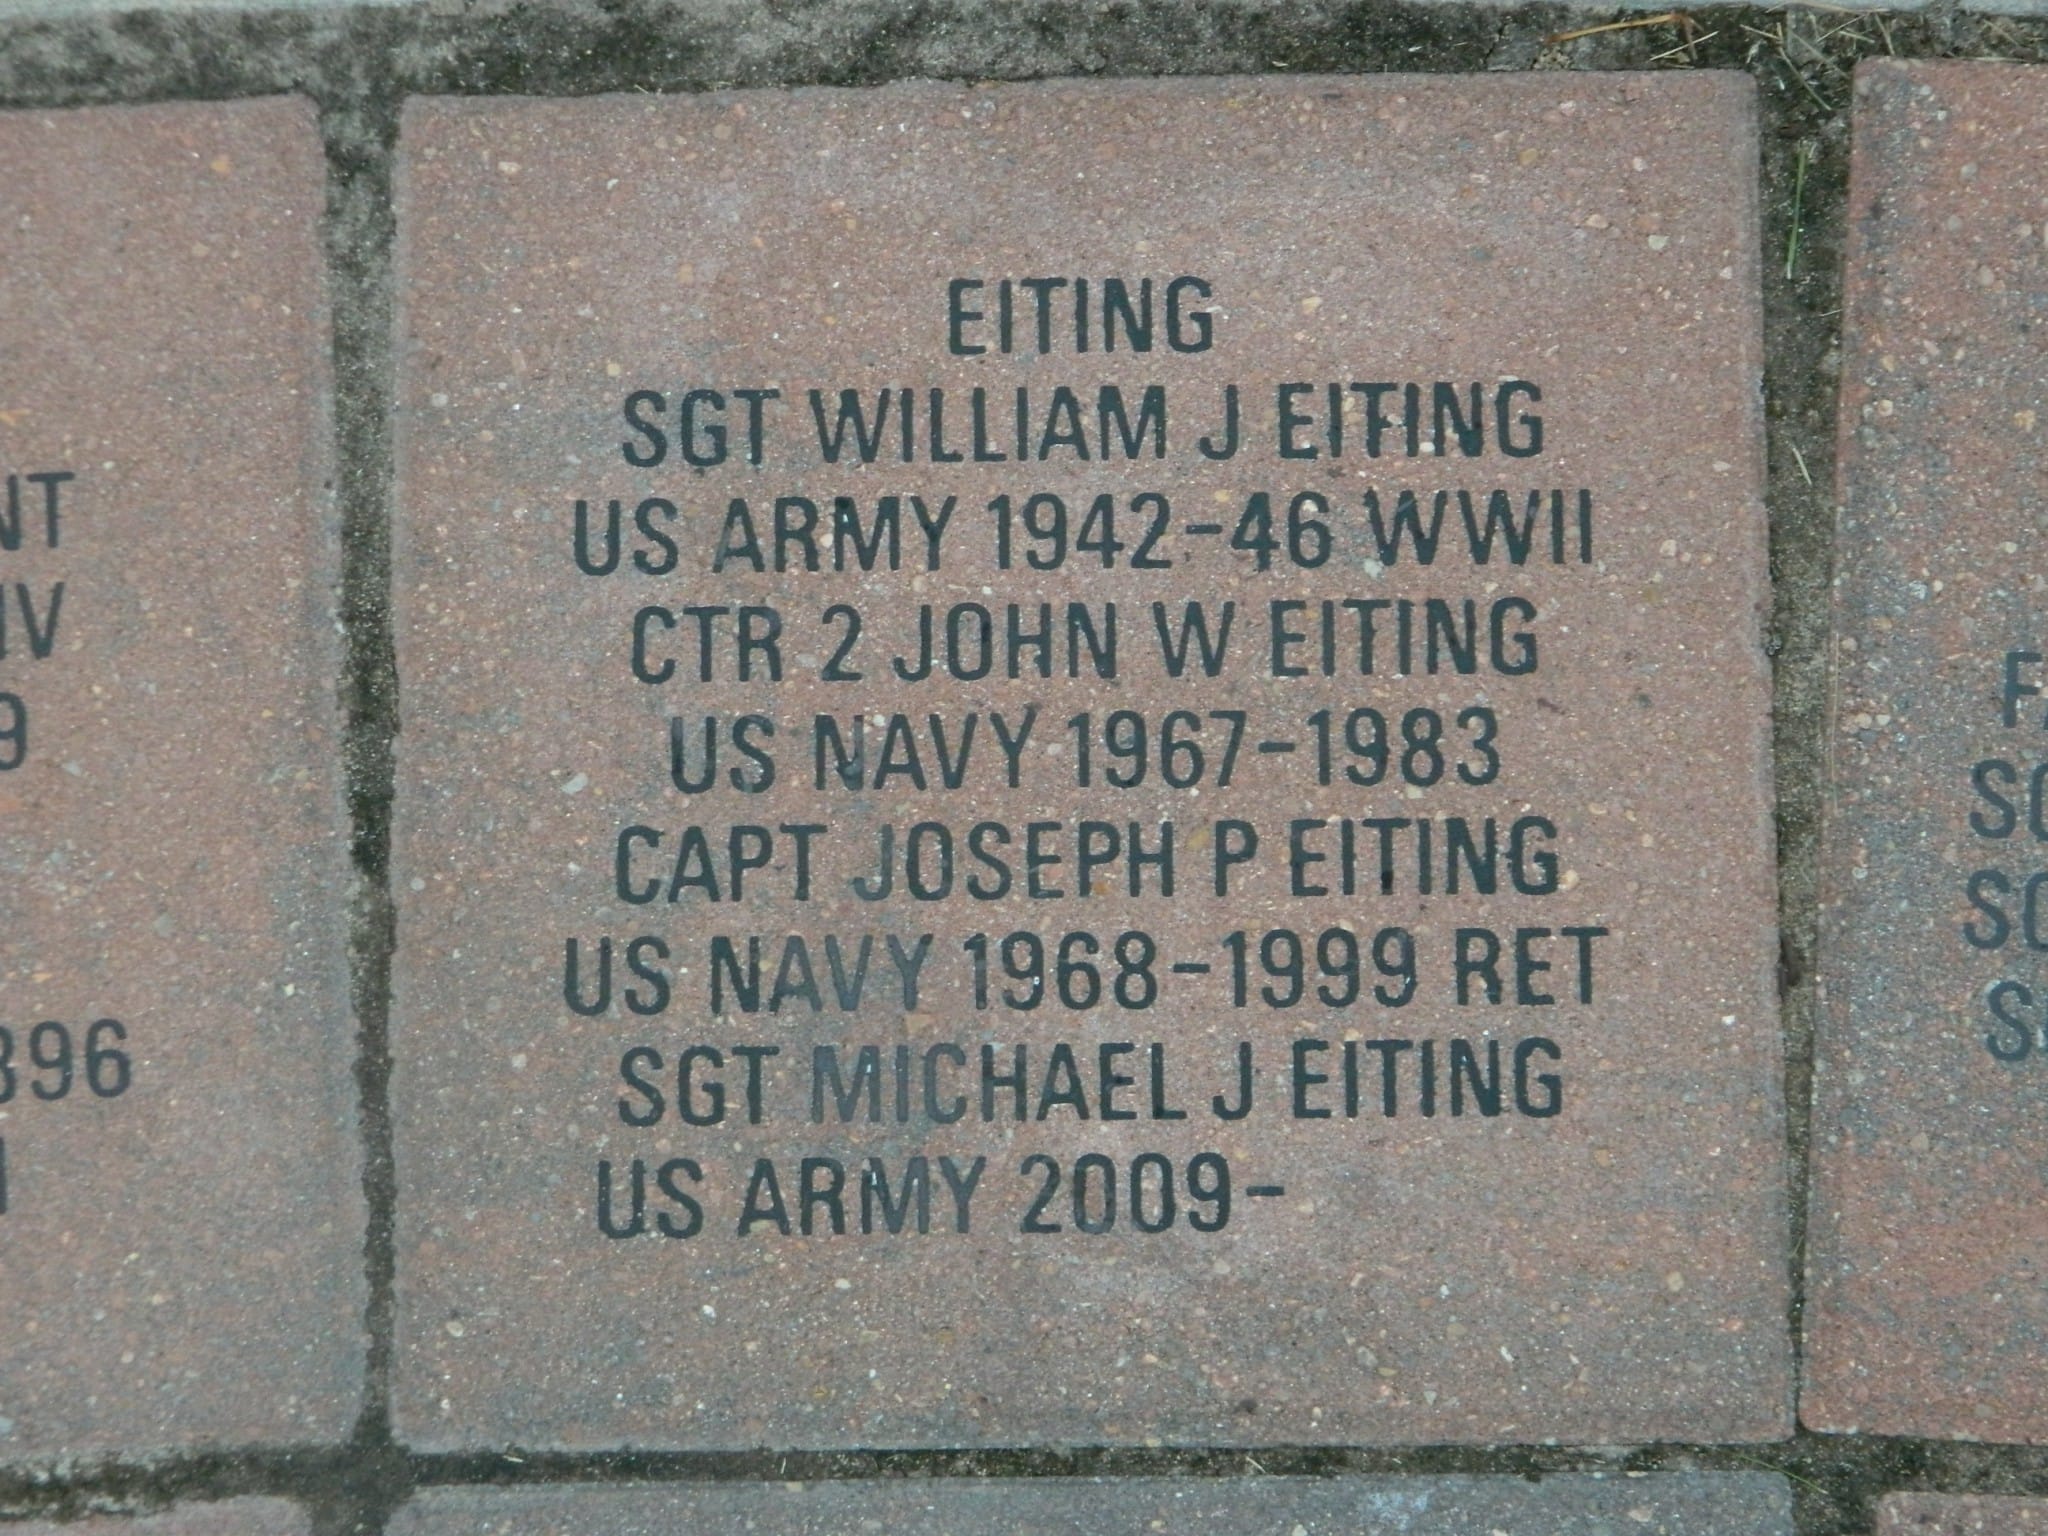 EITING
SGT WILLIAM J EITING
US ARMY 1942-46 WWII
CTR 2 JOHN W EITING
US NAVY 1967-1983
CAPT JOSEPH P EITING
US NAVY 1968-1999 RET
SGT MICHAEL J EITING
US ARMY 2009-